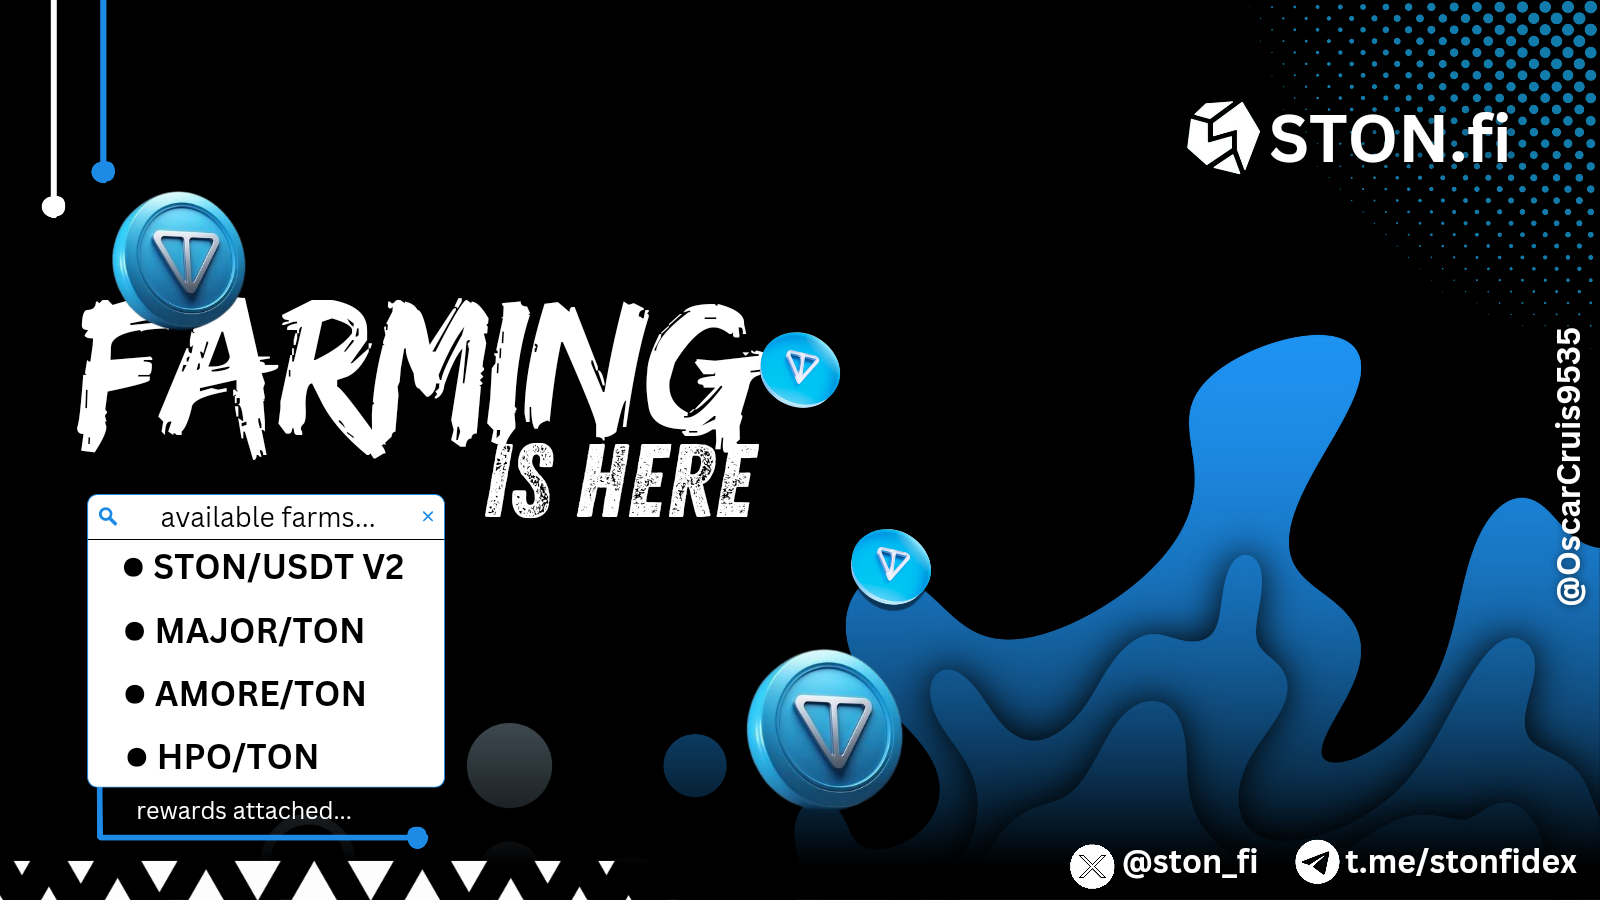 STON.fi
FARMING
IS HERE
available farms...
STON/USDT V2
MAJOR/TON
AMORE/TON
HPO/TON
rewards attached...
@OscarCruis9535
@ston_fi
t.me/stonfidex